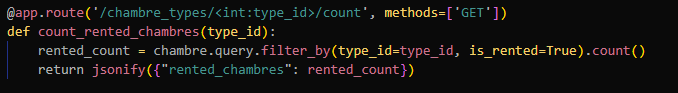 @app.route('/chambre_types/<int:type_id>/count', methods=['GET'])
def count_rented_chambres(type_id):
    rented_count = chambre.query.filter_by(type_id=type_id, is_rented=True).count()
    return jsonify({"rented_chambres": rented_count})